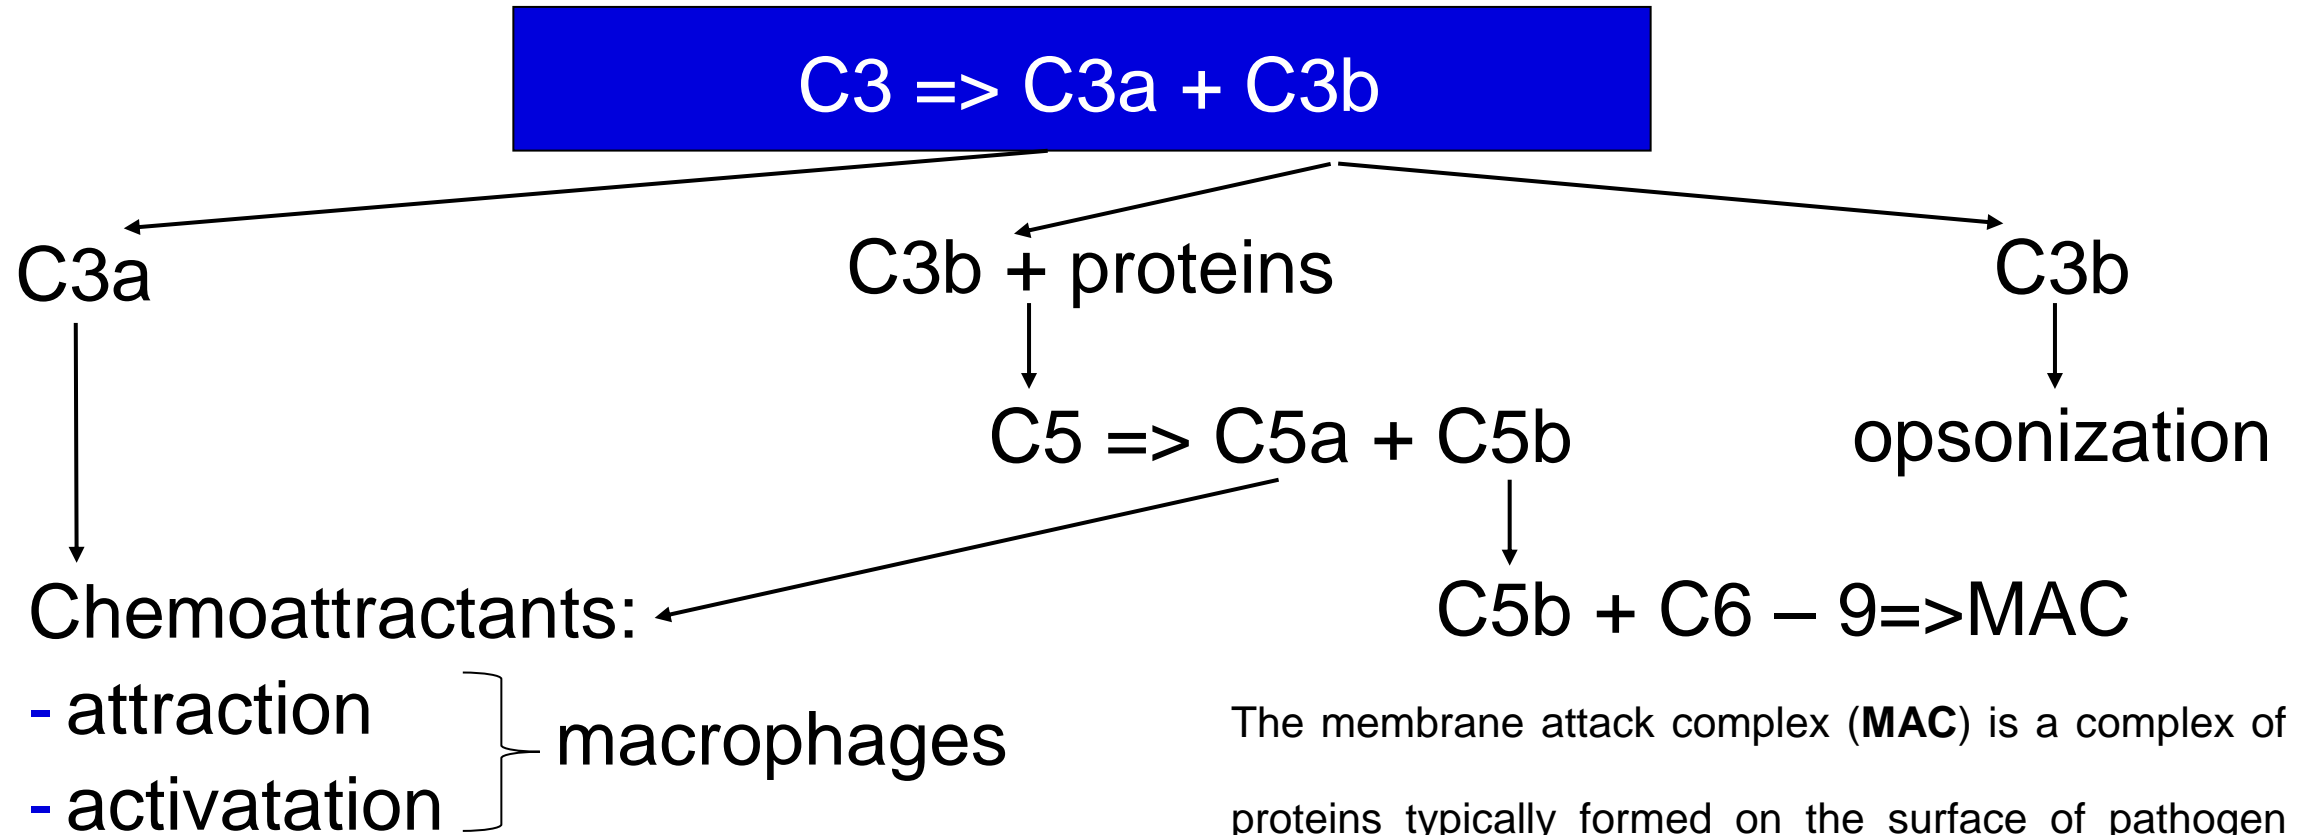 C3 => C3a + C3b
C3a
C3b + proteins
C3b
C5 => C5a + C5b
opsonization
Chemoattractants:
C5b + C6 – 9=>MAC
- attraction
- activatation
macrophages
The membrane attack complex (MAC) is a complex of
proteins typically formed on the surface of pathogen